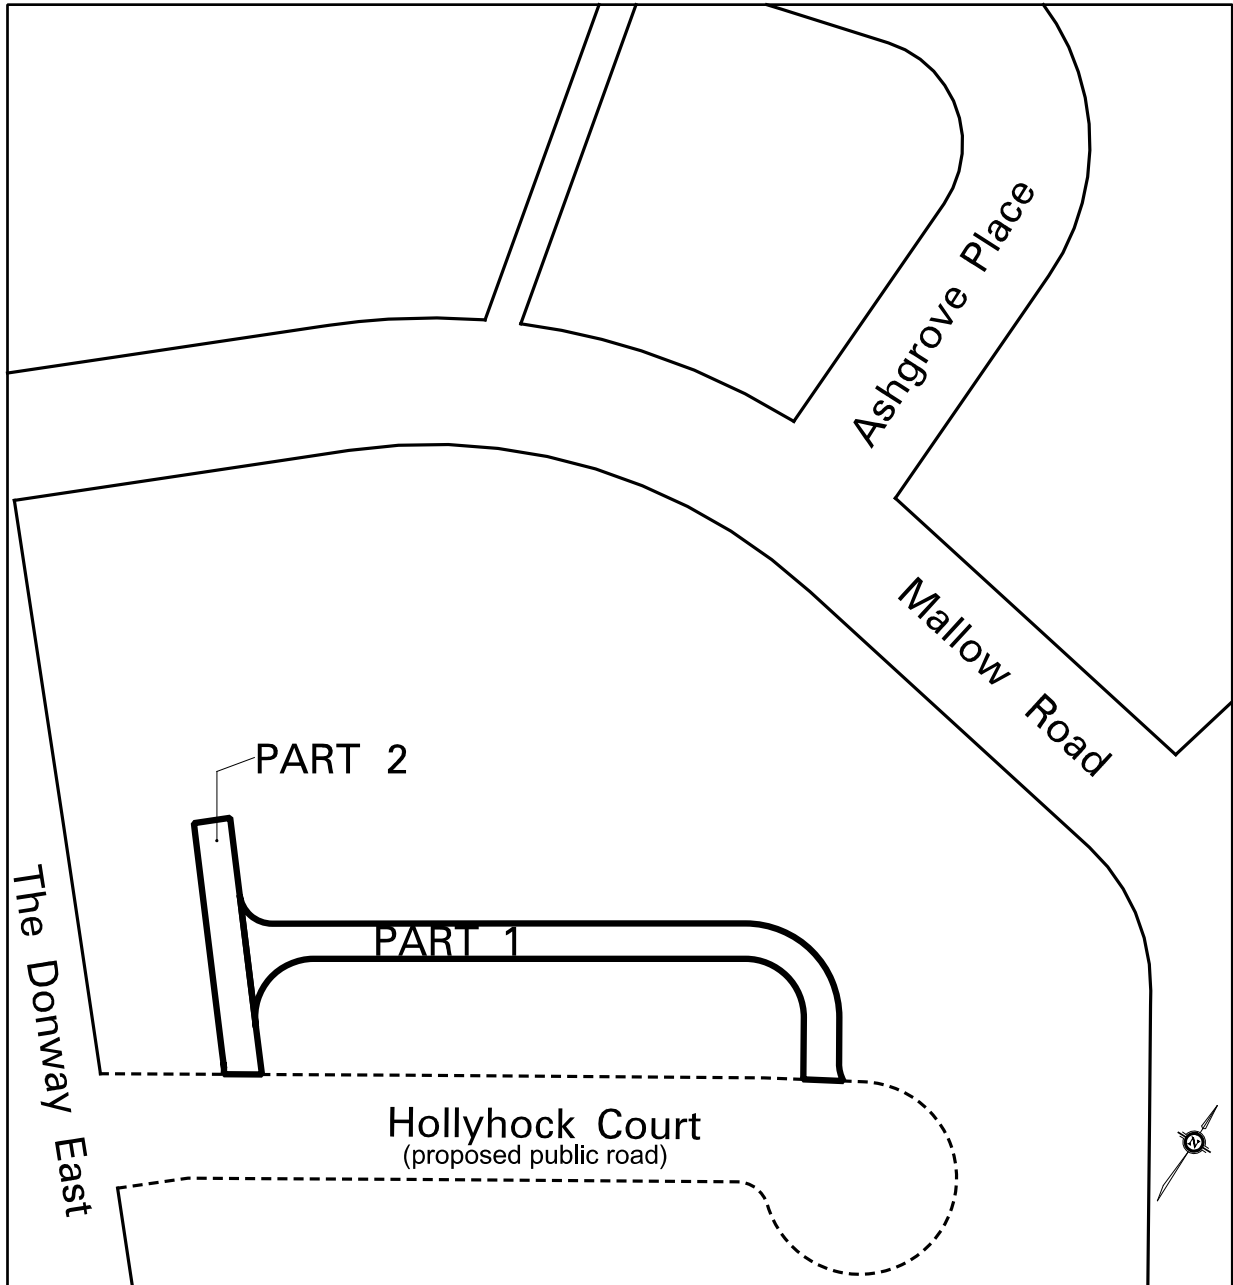 Ashgrove Place
Mallow Road
PART 2
PART 1
The Donway East
Hollyhock Court
(proposed public road)
N